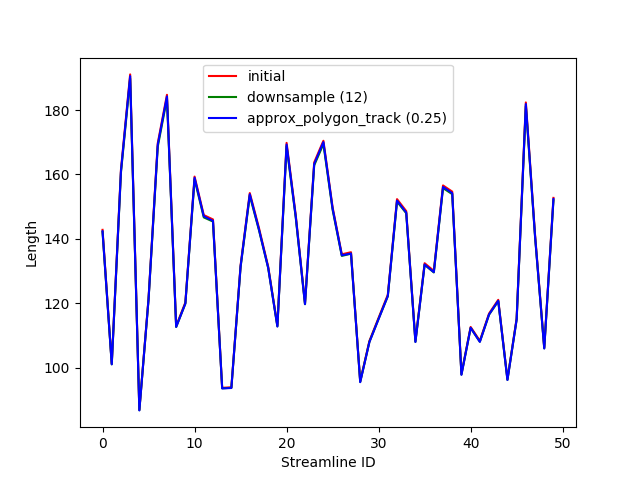 initial
downsample (12)
approx_polygon_track (0.25)
180
160
140
120
100
Length
0 10 20 30 40 50
Streamline ID